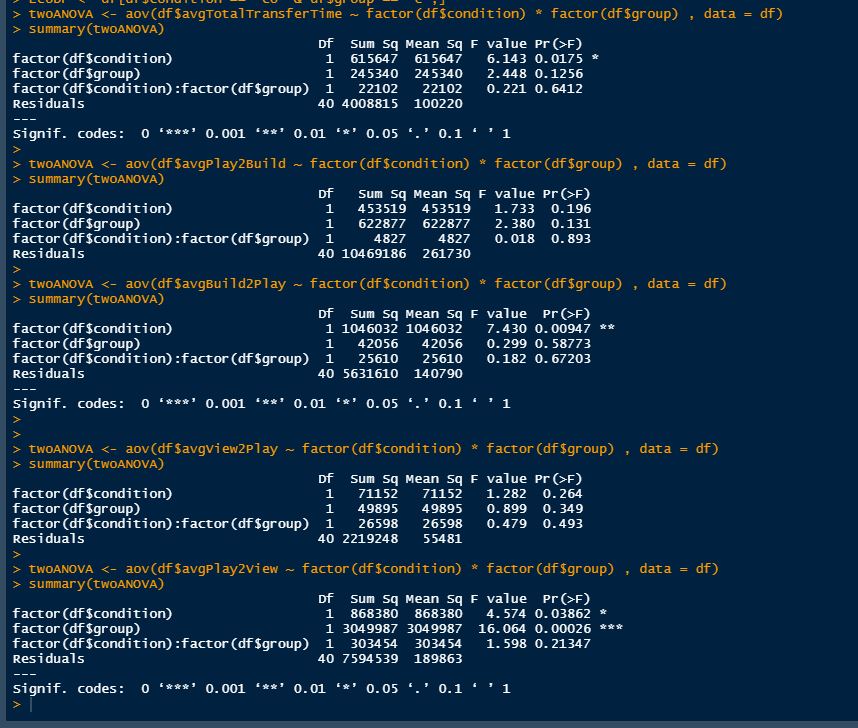 > twoANOVA <- aov(df$avgTotalTransferTime ~ factor(df$condition) * factor(df$group) , data = df)
> summary(twoANOVA)
Df Sum Sq Mean Sq F value Pr(>F)
factor(df$condition) 1 615647 615647 6.143 0.0175 *
factor(df$group) 1 245340 245340 2.448 0.1256
factor(df$condition):factor(df$group) 1 22102 22102 0.221 0.6412
Residuals 40 4008815 100220
---
Signif. codes: 0 ‘***’ 0.001 ‘**’ 0.01 ‘*’ 0.05 ‘.’ 0.1 ‘ ’ 1
>
> twoANOVA <- aov(df$avgPlay2Build ~ factor(df$condition) * factor(df$group) , data = df)
> summary(twoANOVA)
Df Sum Sq Mean Sq F value Pr(>F)
factor(df$condition) 1 453519 453519 1.733 0.196
factor(df$group) 1 622877 622877 2.380 0.131
factor(df$condition):factor(df$group) 1 4827 4827 0.018 0.893
Residuals 40 10469186 261730
>
> twoANOVA <- aov(df$avgBuild2Play ~ factor(df$condition) * factor(df$group) , data = df)
> summary(twoANOVA)
Df Sum Sq Mean Sq F value Pr(>F)
factor(df$condition) 1 1046032 1046032 7.430 0.00947 **
factor(df$group) 1 42056 42056 0.299 0.58773
factor(df$condition):factor(df$group) 1 25610 25610 0.182 0.67203
Residuals 40 5631610 140790
---
Signif. codes: 0 ‘***’ 0.001 ‘**’ 0.01 ‘*’ 0.05 ‘.’ 0.1 ‘ ’ 1
>
>
> twoANOVA <- aov(df$avgView2Play ~ factor(df$condition) * factor(df$group) , data = df)
> summary(twoANOVA)
Df Sum Sq Mean Sq F value Pr(>F)
factor(df$condition) 1 71152 71152 1.282 0.264
factor(df$group) 1 49895 49895 0.899 0.349
factor(df$condition):factor(df$group) 1 26598 26598 0.479 0.493
Residuals 40 2219248 55481
>
> twoANOVA <- aov(df$avgPlay2View ~ factor(df$condition) * factor(df$group) , data = df)
> summary(twoANOVA)
Df Sum Sq Mean Sq F value Pr(>F)
factor(df$condition) 1 868380 868380 4.574 0.03862 *
factor(df$group) 1 3049987 3049987 16.064 0.00026 ***
factor(df$condition):factor(df$group) 1 303454 303454 1.598 0.21347
Residuals 40 7594539 189863
---
Signif. codes: 0 ‘***’ 0.001 ‘**’ 0.01 ‘*’ 0.05 ‘.’ 0.1 ‘ ’ 1
>